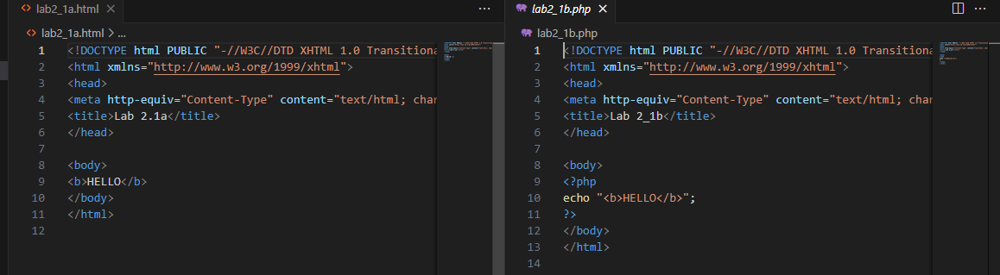 lab2_1a.html
lab2_1a.html > ...
1 <!DOCTYPE html PUBLIC "-//W3C//DTD XHTML 1.0 Transitiona
2 <html xmlns="http://www.w3.org/1999/xhtml">
3 <head>
4 <meta http-equiv="Content-Type" content="text/html; char
5 <title>Lab 2.1a</title>
6 </head>
7
8 <body>
9 <b>HELLO</b>
10 </body>
11 </html>
12
lab2_1b.php
lab2_1b.php
1 <!DOCTYPE html PUBLIC "-//W3C//DTD XHTML 1.0 Transitiona
2 <html xmlns="http://www.w3.org/1999/xhtml">
3 <head>
4 <meta http-equiv="Content-Type" content="text/html; char
5 <title>Lab 2_1b</title>
6 </head>
7
8 <body>
9 <?php
10 echo "<b>HELLO</b>";
11 ?>
12 </body>
13 </html>
14